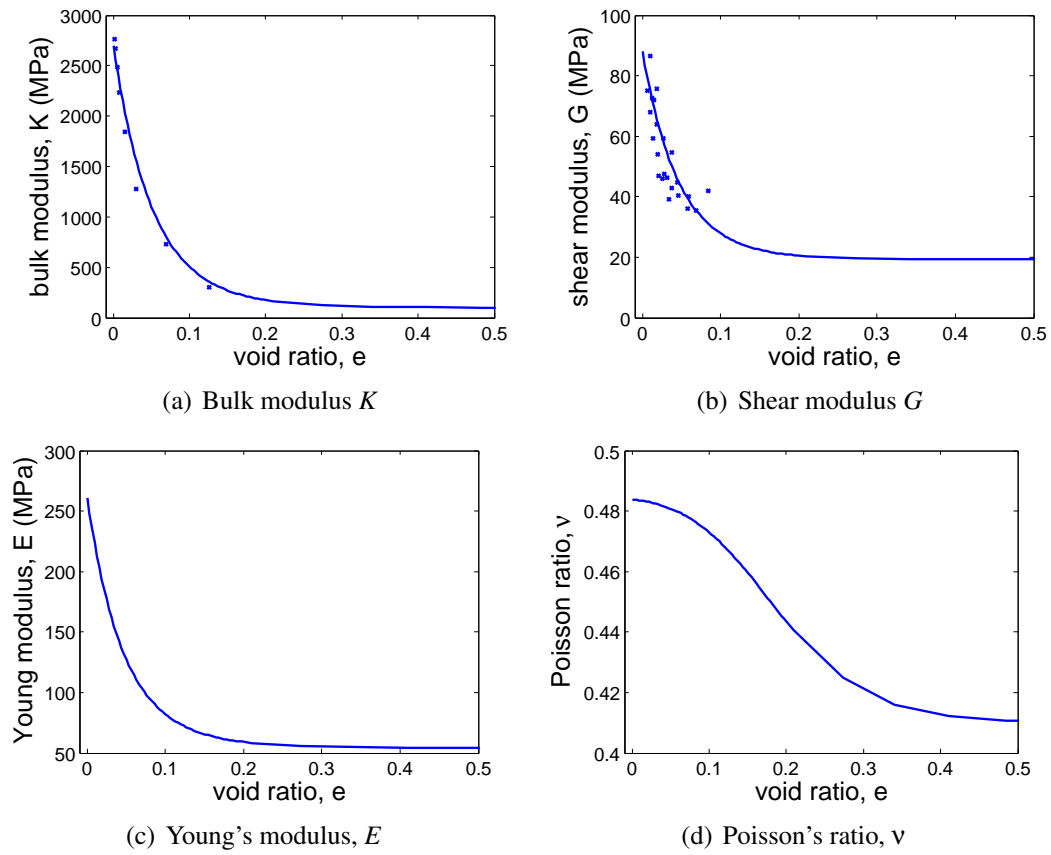 3000
2500
2000
1500
1000
500
0
bulk modulus, K (MPa)
0 0.1 0.2 0.3 0.4 0.5
void ratio, e
(a) Bulk modulus K
100
80
60
40
20
0
shear modulus, G (MPa)
0 0.1 0.2 0.3 0.4 0.5
void ratio, e
(b) Shear modulus G
300
250
200
150
100
50
Young modulus, E (MPa)
0 0.1 0.2 0.3 0.4 0.5
void ratio, e
(c) Young's modulus, E
0.5
0.48
0.46
0.44
0.42
0.4
Poisson ratio, ν
0 0.1 0.2 0.3 0.4 0.5
void ratio, e
(d) Poisson's ratio, ν